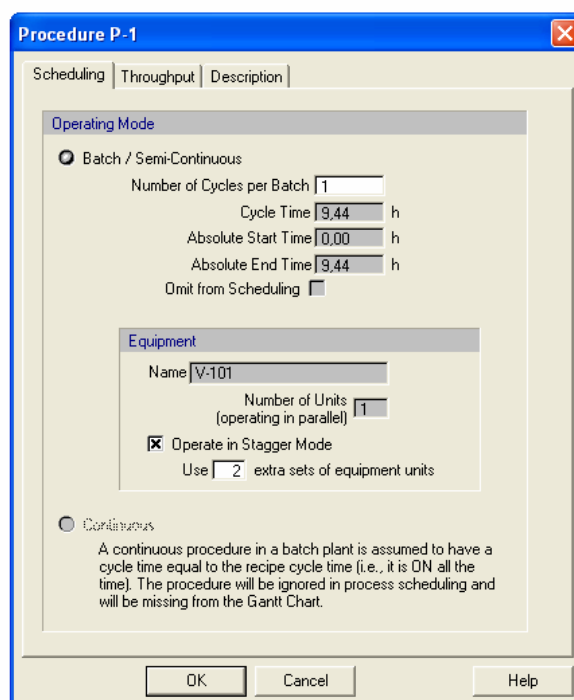 Procedure P-1
Scheduling Throughput Description
Operating Mode
Batch / Semi-Continuous
Number of Cycles per Batch 1
Cycle Time 9,44 h
Absolute Start Time 0,00 h
Absolute End Time 9,44 h
Omit from Scheduling
Equipment
Name V-101
Number of Units
(operating in parallel) 1
Operate in Stagger Mode
Use 2 extra sets of equipment units
Continuous
A continuous procedure in a batch plant is assumed to have a
cycle time equal to the recipe cycle time (i.e., it is ON all the
time). The procedure will be ignored in process scheduling and
will be missing from the Gantt Chart.
OK Cancel Help